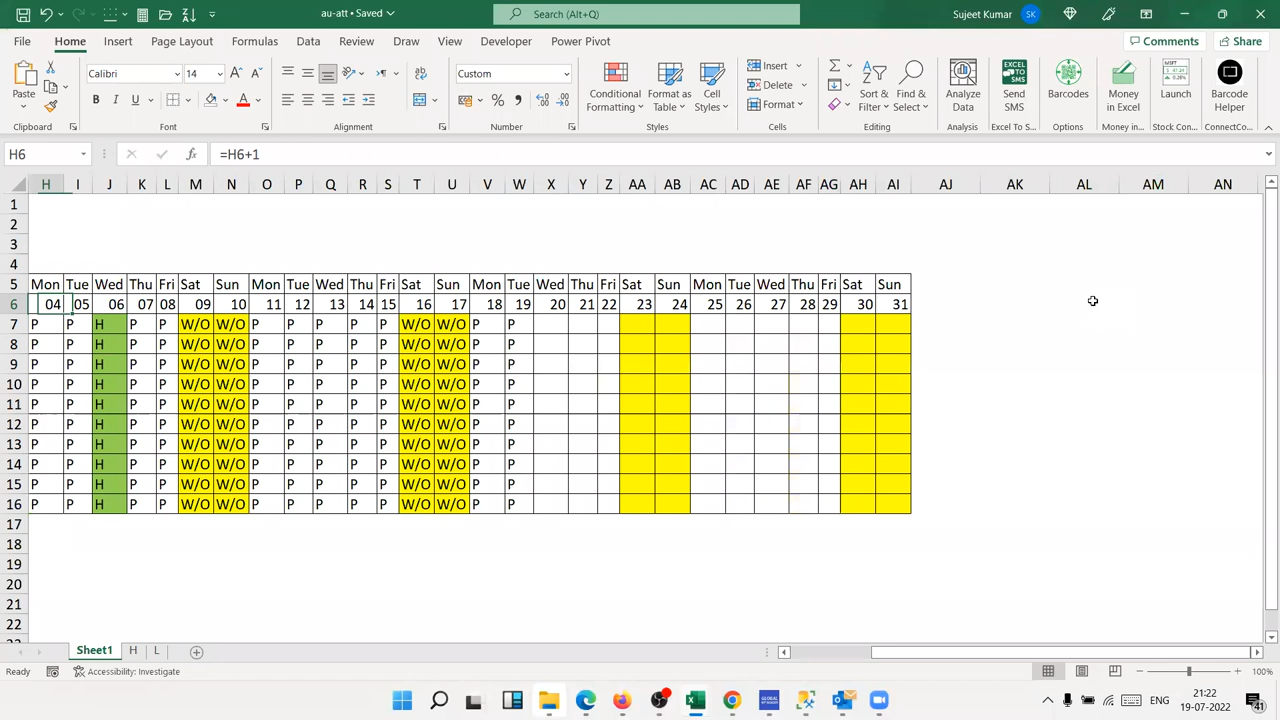 au-att • Saved
Search (Alt+Q)
Sujeet Kumar SK
File Home Insert Page Layout Formulas Data Review View Developer Power Pivot Comments Share
Calibri 14 Custom Insert
Paste B I U Conditional Formatting Format as Table Cell Styles Delete Format Sort & Filter Find & Select Analyze Data Excel to SMS Send SMS Barcodes Money in Excel Launch Barcode Helper
Clipboard Font Alignment Number Styles Cells Editing Analysis Excel To S... Options Money in... Stock Con... ConnectCo...
H6 fx =H6+1
H I J K L M N O P Q R S T U V W X Y Z AA AB AC AD AE AF AG AH AI AJ AK AL AM AN
1
2
3
4
5 Mon Tue Wed Thu Fri Sat Sun Mon Tue Wed Thu Fri Sat Sun Mon Tue Wed Thu Fri Sat Sun Mon Tue Wed Thu Fri Sat Sun
6 04 05 06 07 08 09 10 11 12 13 14 15 16 17 18 19 20 21 22 23 24 25 26 27 28 29 30 31
7 P P H P P W/O W/O P P P P P W/O W/O P P
8 P P H P P W/O W/O P P P P P W/O W/O P P
9 P P H P P W/O W/O P P P P P W/O W/O P P
10 P P H P P W/O W/O P P P P P W/O W/O P P
11 P P H P P W/O W/O P P P P P W/O W/O P P
12 P P H P P W/O W/O P P P P P W/O W/O P P
13 P P H P P W/O W/O P P P P P W/O W/O P P
14 P P H P P W/O W/O P P P P P W/O W/O P P
15 P P H P P W/O W/O P P P P P W/O W/O P P
16 P P H P P W/O W/O P P P P P W/O W/O P P
17
18
19
20
21
22
Sheet1 H L
Ready Accessibility: Investigate 100%
ENG 21:22
19-07-2022 41